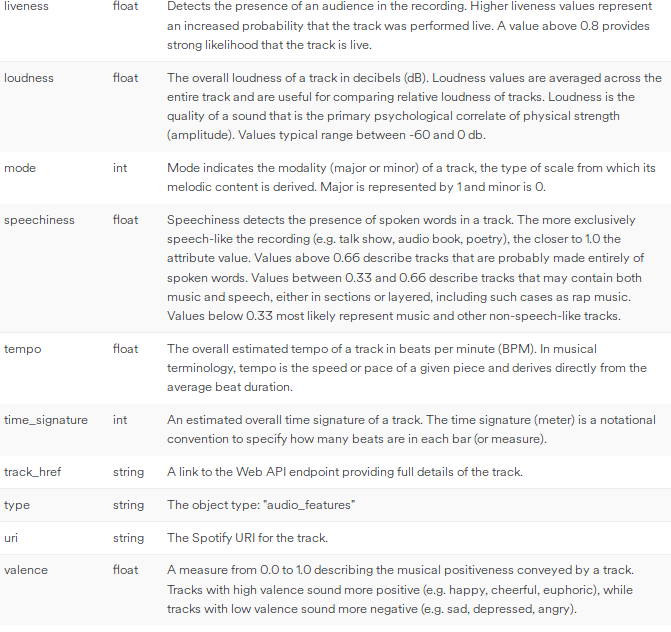 liveness float Detects the presence of an audience in the recording. Higher liveness values represent
an increased probability that the track was performed live. A value above 0.8 provides
strong likelihood that the track is live.
loudness float The overall loudness of a track in decibels (dB). Loudness values are averaged across the
entire track and are useful for comparing relative loudness of tracks. Loudness is the
quality of a sound that is the primary psychological correlate of physical strength
(amplitude). Values typical range between -60 and 0 db.
mode int Mode indicates the modality (major or minor) of a track, the type of scale from which its
melodic content is derived. Major is represented by 1 and minor is 0.
speechiness float Speechiness detects the presence of spoken words in a track. The more exclusively
speech-like the recording (e.g. talk show, audio book, poetry), the closer to 1.0 the
attribute value. Values above 0.66 describe tracks that are probably made entirely of
spoken words. Values between 0.33 and 0.66 describe tracks that may contain both
music and speech, either in sections or layered, including such cases as rap music.
Values below 0.33 most likely represent music and other non-speech-like tracks.
tempo float The overall estimated tempo of a track in beats per minute (BPM). In musical
terminology, tempo is the speed or pace of a given piece and derives directly from the
average beat duration.
time_signature int An estimated overall time signature of a track. The time signature (meter) is a notational
convention to specify how many beats are in each bar (or measure).
track_href string A link to the Web API endpoint providing full details of the track.
type string The object type: "audio_features"
uri string The Spotify URI for the track.
valence float A measure from 0.0 to 1.0 describing the musical positiveness conveyed by a track.
Tracks with high valence sound more positive (e.g. happy, cheerful, euphoric), while
tracks with low valence sound more negative (e.g. sad, depressed, angry).